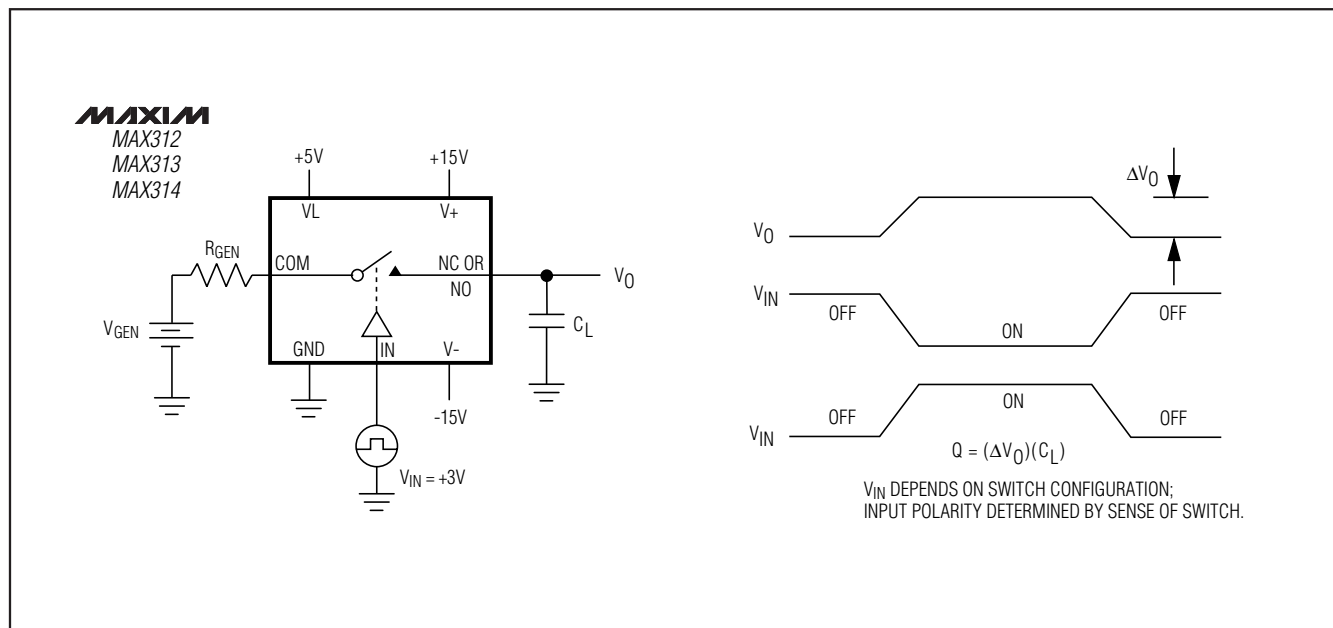 MAXIM
MAX312
MAX313
MAX314
+5V
+15V
VL
V+
RGEN
COM
NC OR
NO
VO
VGEN
CL
GND
IN
V-
-15V
VIN = +3V
ΔVO
VO
VIN
OFF
ON
OFF
VIN
OFF
ON
OFF
Q = (ΔVO)(CL)
VIN DEPENDS ON SWITCH CONFIGURATION;
INPUT POLARITY DETERMINED BY SENSE OF SWITCH.